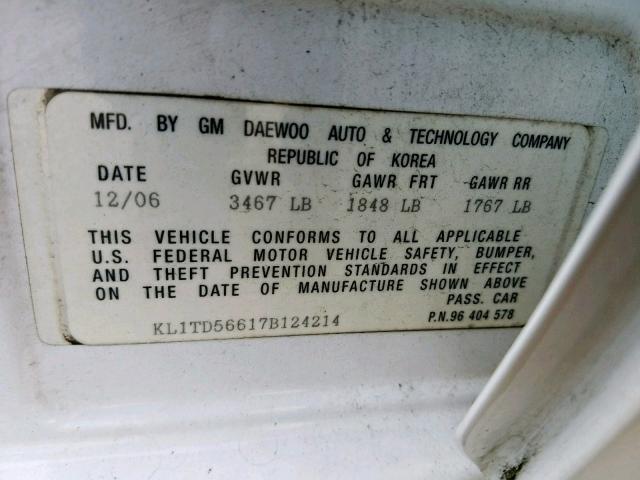 MFD. BY GM DAEWOO AUTO & TECHNOLOGY COMPANY
REPUBLIC OF KOREA
DATE GVWR GAWR FRT GAWR RR
12/06 3467 LB 1848 LB 1767 LB
THIS VEHICLE CONFORMS TO ALL APPLICABLE
U.S. FEDERAL MOTOR VEHICLE SAFETY, BUMPER,
AND THEFT PREVENTION STANDARDS IN EFFECT
ON THE DATE OF MANUFACTURE SHOWN ABOVE
PASS. CAR
KL1TD56617B124214 P.N.96 404 578